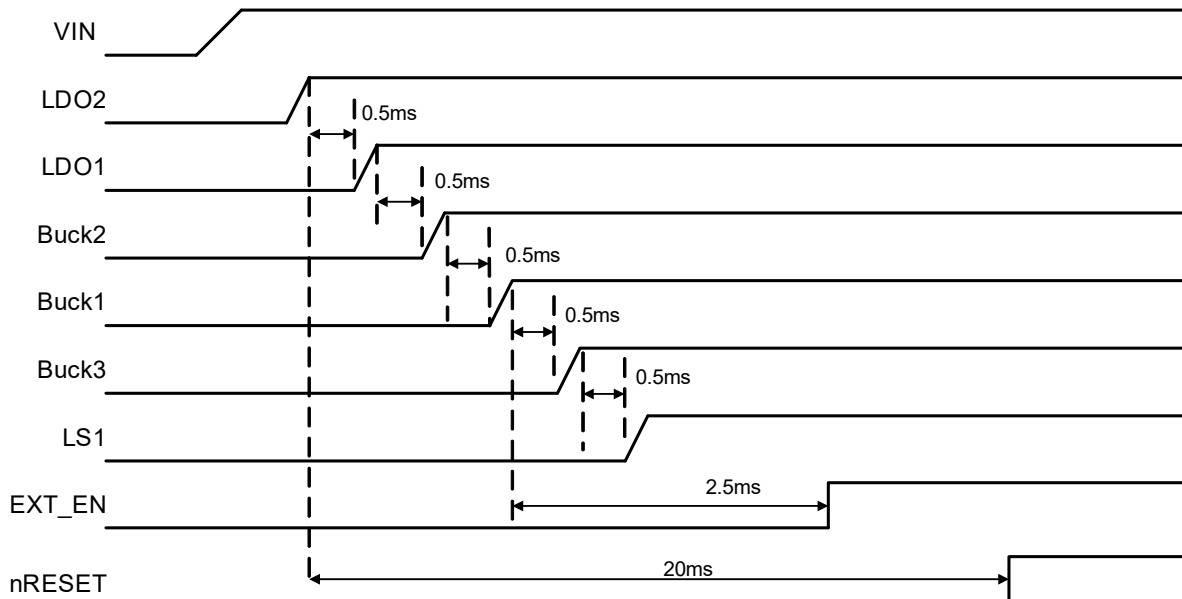 VIN
LDO2
0.5ms
LDO1
0.5ms
Buck2
0.5ms
Buck1
0.5ms
Buck3
0.5ms
LS1
2.5ms
EXT_EN
20ms
nRESET